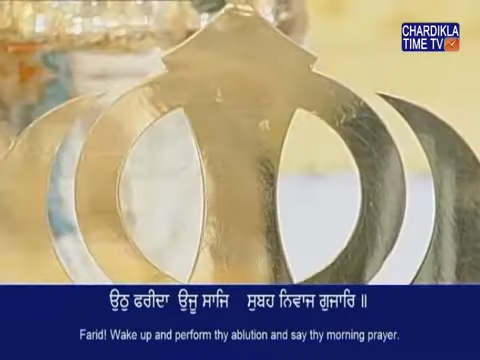 CHARDIKLA
TIME TV
ਉਠੁ ਫਰੀਦਾ ਉਜੂ ਸਾਜਿ ਸੁਬਹ ਨਿਵਾਜ ਗੁਜਾਰਿ ॥
Farid! Wake up and perform thy ablution and say thy morning prayer.